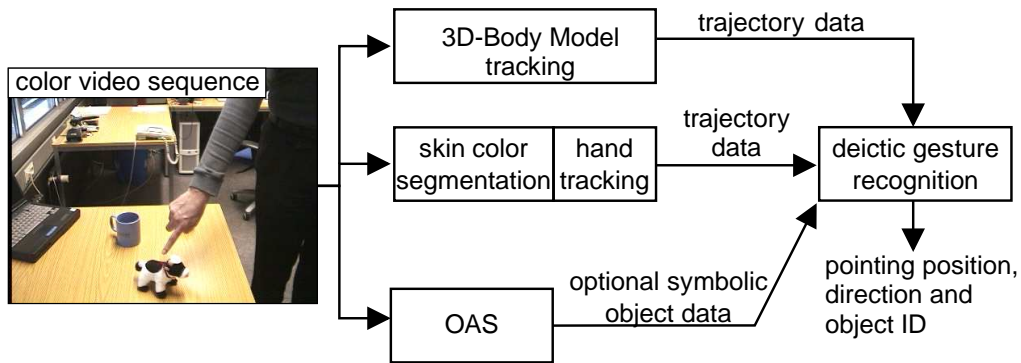 color video sequence
3D-Body Model
tracking
trajectory data
skin color
segmentation
hand
tracking
trajectory
data
deictic gesture
recognition
OAS
optional symbolic
object data
pointing position,
direction and
object ID